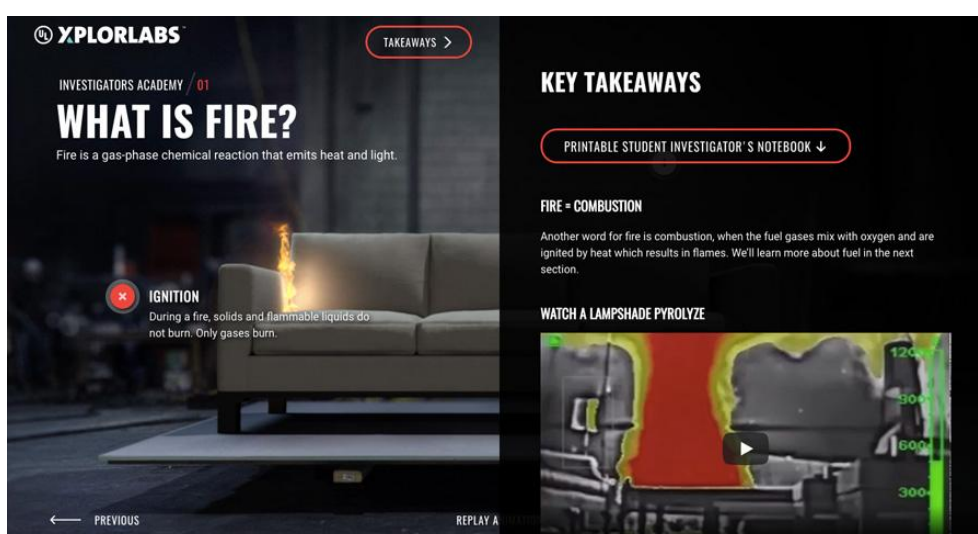 UL XPLORLABS
TAKEAWAYS
INVESTIGATORS ACADEMY / 01
WHAT IS FIRE?
Fire is a gas-phase chemical reaction that emits heat and light.
IGNITION
During a fire, solids and flammable liquids do
not burn. Only gases burn.
PREVIOUS
REPLAY A
KEY TAKEAWAYS
PRINTABLE STUDENT INVESTIGATOR'S NOTEBOOK
FIRE = COMBUSTION
Another word for fire is combustion, when the fuel gases mix with oxygen and are
ignited by heat which results in flames. We'll learn more about fuel in the next
section.
WATCH A LAMPSHADE PYROLYZE
900
600
300